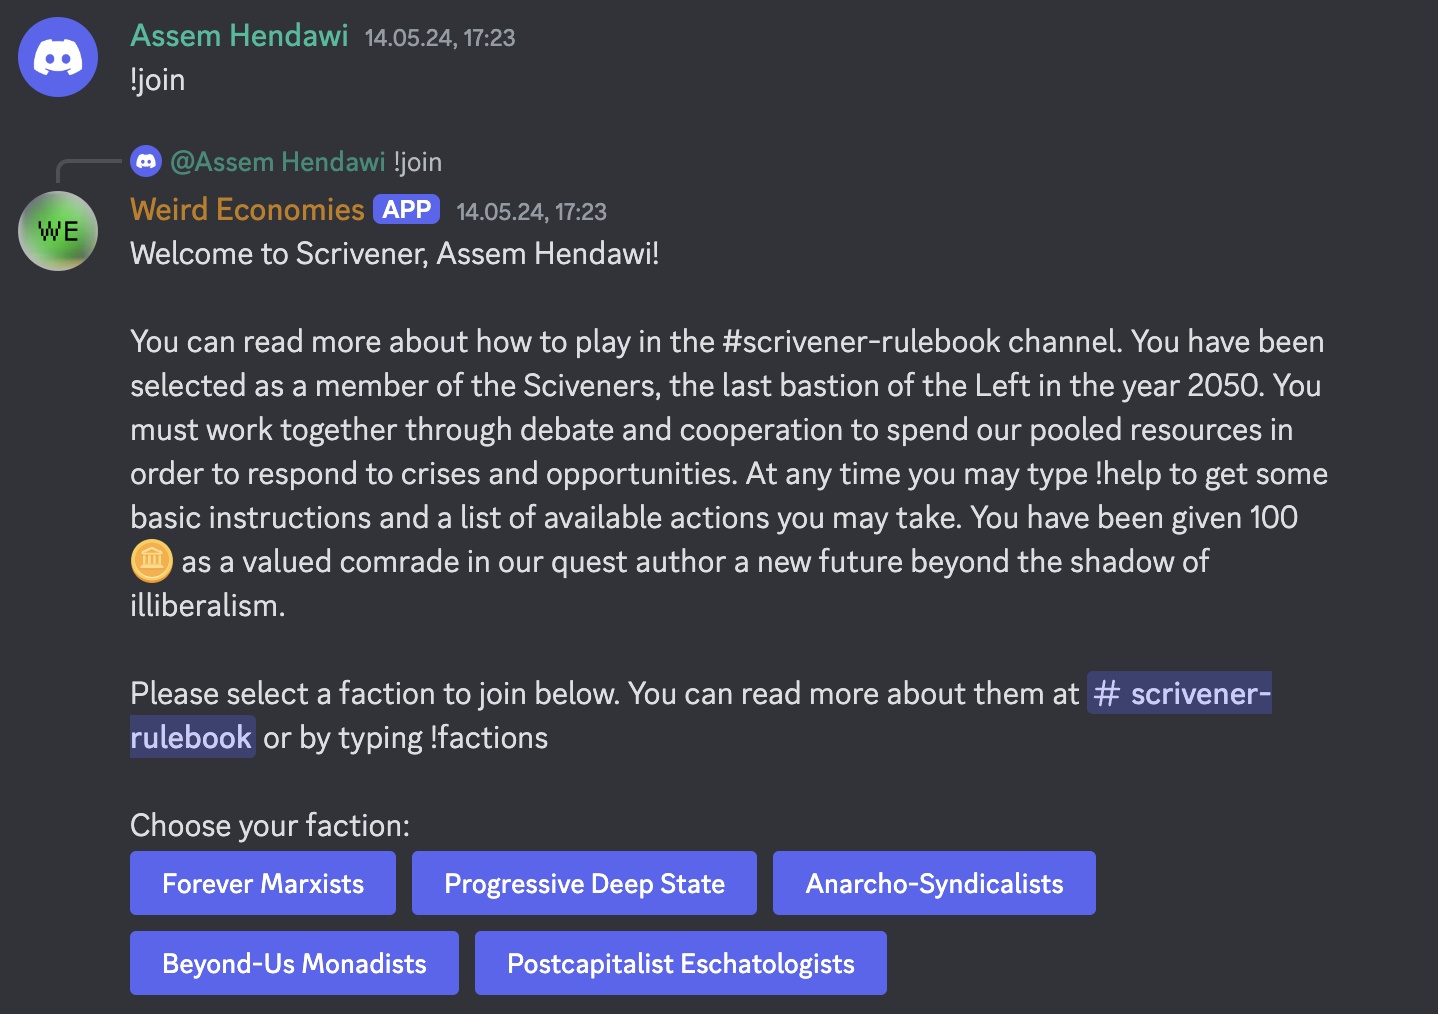 Assem Hendawi 14.05.24, 17:23
!join
@Assem Hendawi !join
WE
Weird Economies APP 14.05.24, 17:23
Welcome to Scrivener, Assem Hendawi!
You can read more about how to play in the #scrivener-rulebook channel. You have been
selected as a member of the Sciveners, the last bastion of the Left in the year 2050. You
must work together through debate and cooperation to spend our pooled resources in
order to respond to crises and opportunities. At any time you may type !help to get some
basic instructions and a list of available actions you may take. You have been given 100
as a valued comrade in our quest author a new future beyond the shadow of
illiberalism.
Please select a faction to join below. You can read more about them at # scrivener-
rulebook or by typing !factions
Choose your faction:
Forever Marxists Progressive Deep State Anarcho-Syndicalists
Beyond-Us Monadists Postcapitalist Eschatologists